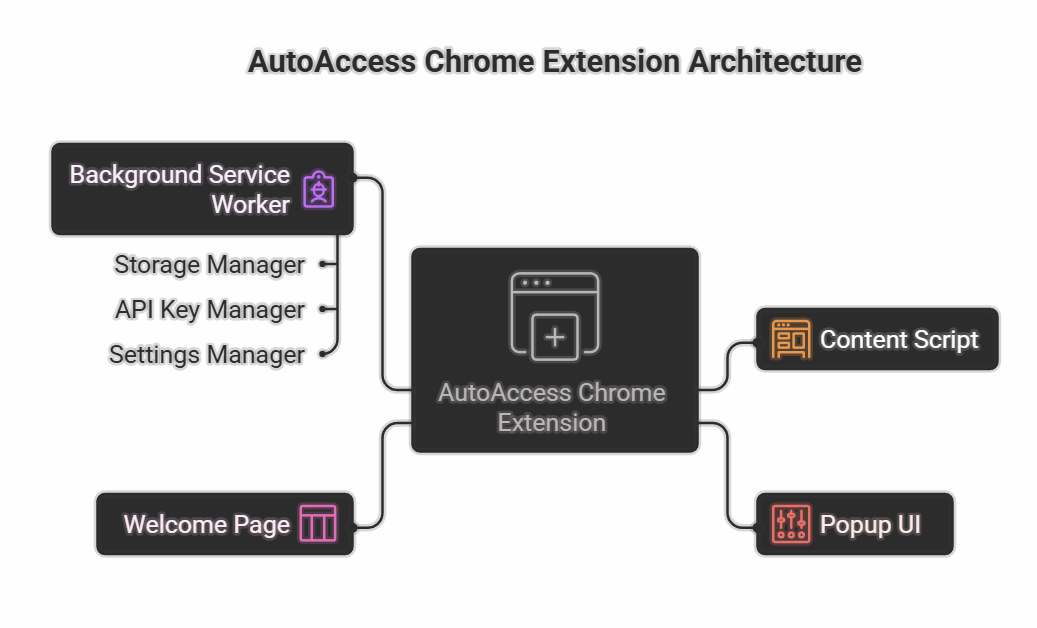 AutoAccess Chrome Extension Architecture
Background Service
Worker
Storage Manager
API Key Manager
Settings Manager
AutoAccess Chrome
Extension
Content Script
Welcome Page
Popup UI